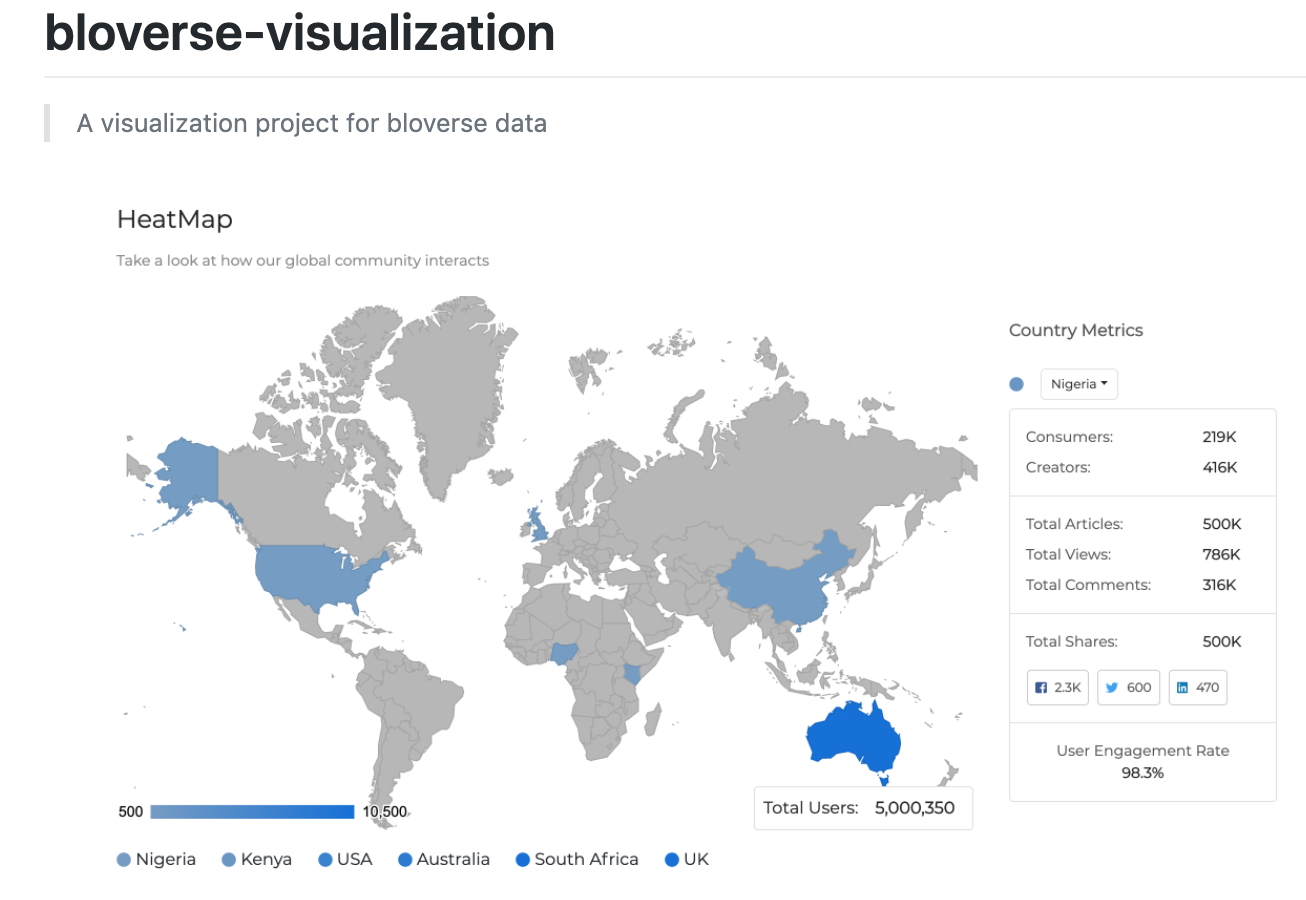 bloverse-visualization
A visualization project for bloverse data
HeatMap
Take a look at how our global community interacts
Country Metrics
Nigeria
Consumers: 219K
Creators: 416K
Total Articles: 500K
Total Views: 786K
Total Comments: 316K
Total Shares: 500K
2.3K 600 470
User Engagement Rate
98.3%
Total Users: 5,000,350
500 10,500
Nigeria Kenya USA Australia South Africa UK